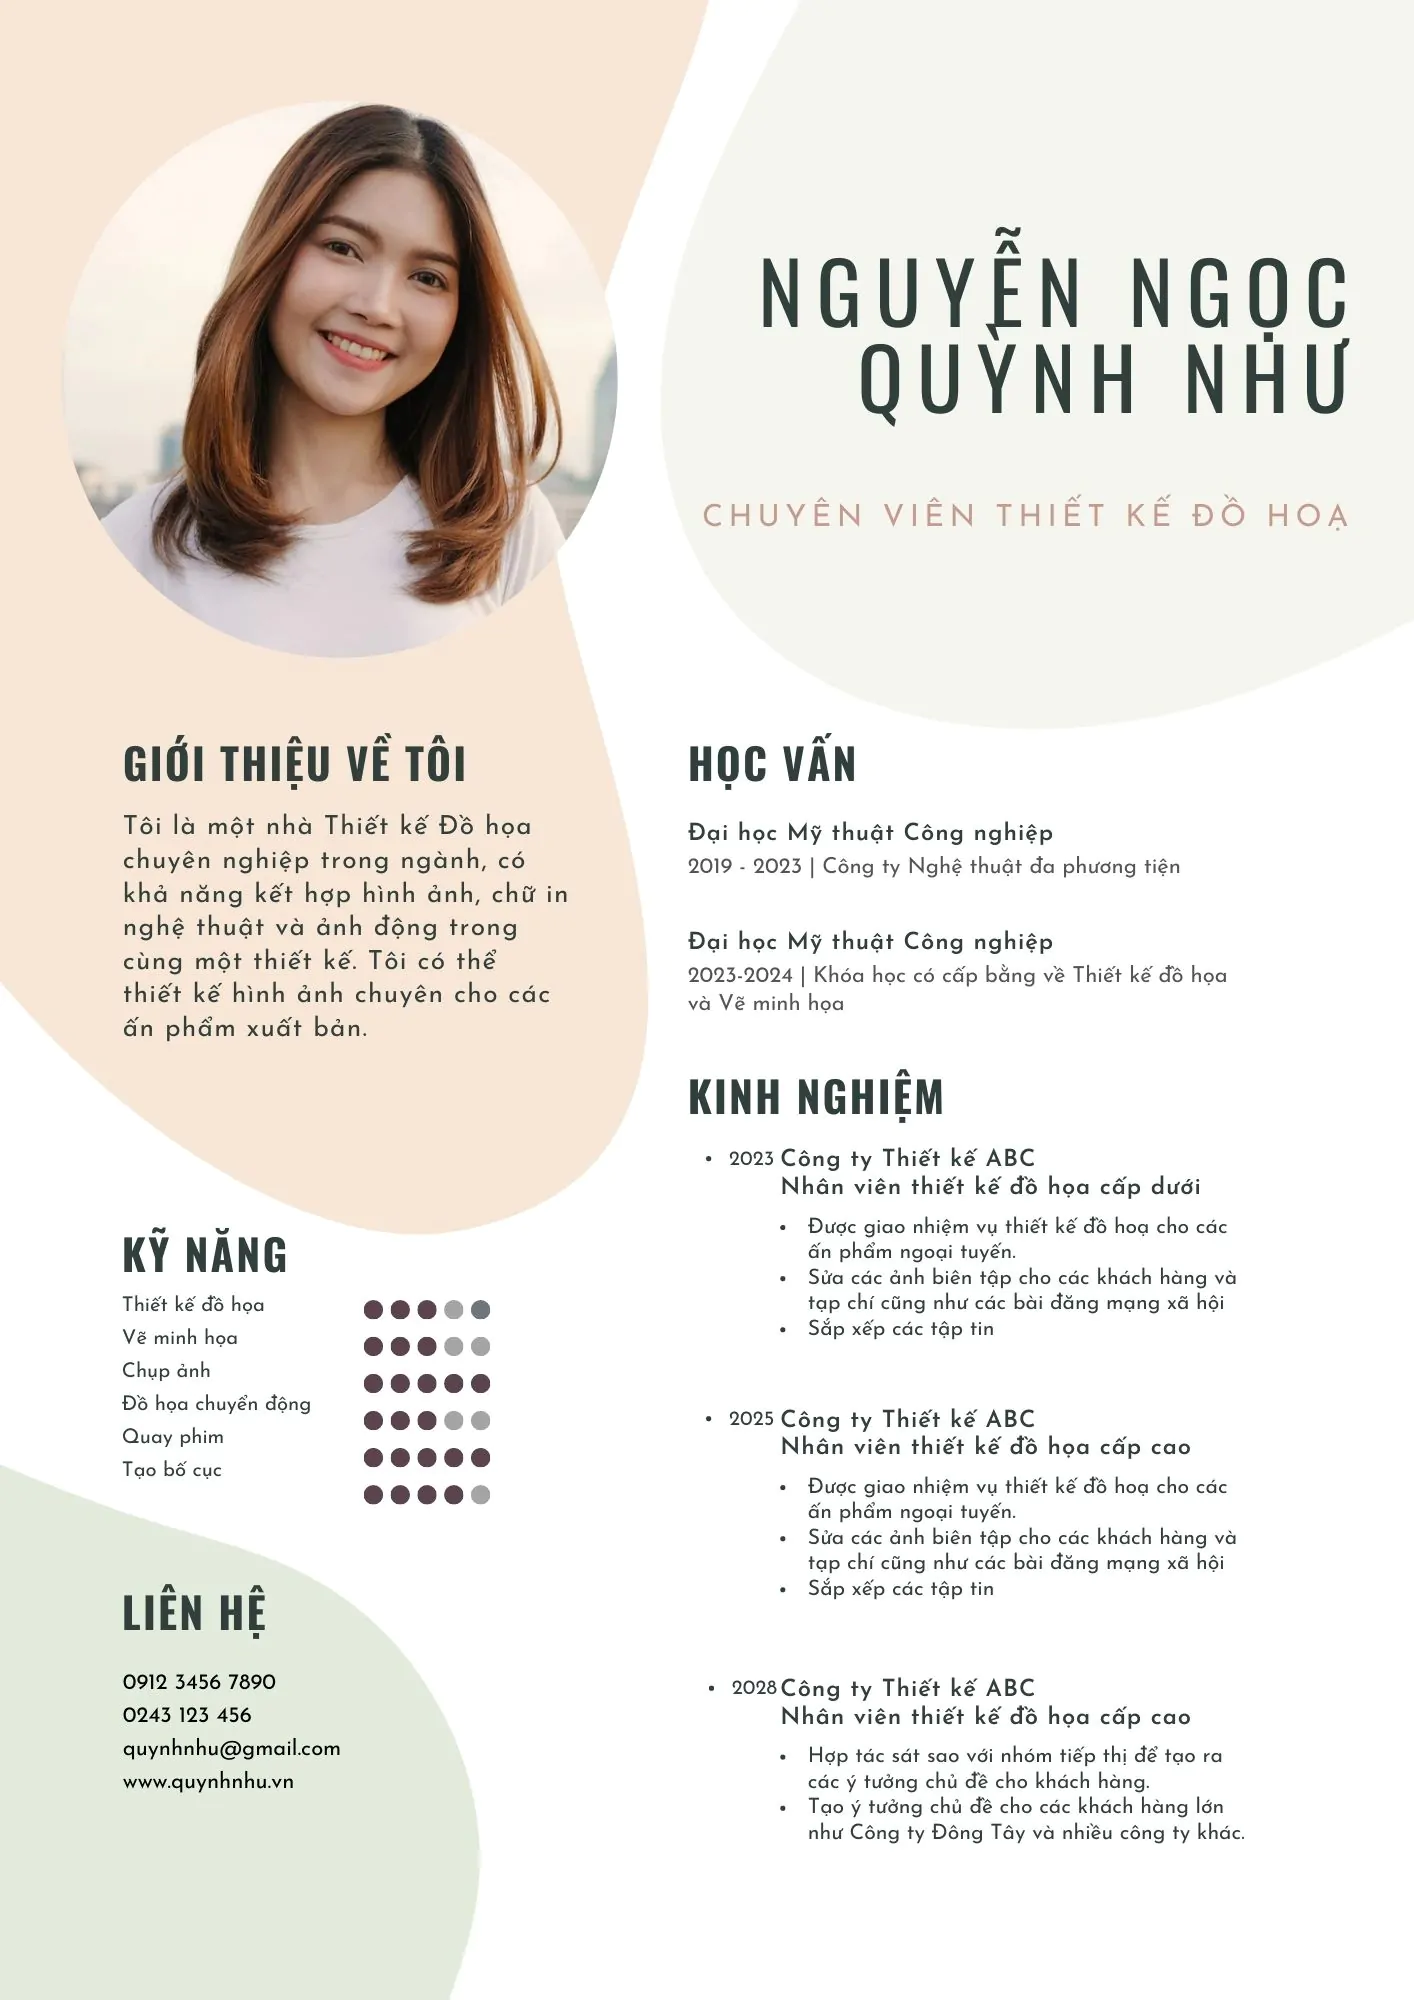 NGUYỄN NGỌC
QUỲNH NHƯ
CHUYÊN VIÊN THIẾT KẾ ĐỒ HOẠ
GIỚI THIỆU VỀ TÔI
Tôi là một nhà Thiết kế Đồ họa
chuyên nghiệp trong ngành, có
khả năng kết hợp hình ảnh, chữ in
nghệ thuật và ảnh động trong
cùng một thiết kế. Tôi có thể
thiết kế hình ảnh chuyên cho các
ấn phẩm xuất bản.
KỸ NĂNG
Thiết kế đồ họa
Vẽ minh họa
Chụp ảnh
Đồ họa chuyển động
Quay phim
Tạo bố cục
LIÊN HỆ
0912 3456 7890
0243 123 456
quynhnhu@gmail.com
www.quynhnhu.vn
HỌC VẤN
Đại học Mỹ thuật Công nghiệp
2019 - 2023 | Công ty Nghệ thuật đa phương tiện
Đại học Mỹ thuật Công nghiệp
2023-2024 | Khóa học có cấp bằng về Thiết kế đồ họa
và Vẽ minh họa
KINH NGHIỆM
• 2023 Công ty Thiết kế ABC
Nhân viên thiết kế đồ họa cấp dưới
• Được giao nhiệm vụ thiết kế đồ hoạ cho các
ấn phẩm ngoại tuyến.
• Sửa các ảnh biên tập cho các khách hàng và
tạp chí cũng như các bài đăng mạng xã hội
• Sắp xếp các tập tin
• 2025 Công ty Thiết kế ABC
Nhân viên thiết kế đồ họa cấp cao
• Được giao nhiệm vụ thiết kế đồ hoạ cho các
ấn phẩm ngoại tuyến.
• Sửa các ảnh biên tập cho các khách hàng và
tạp chí cũng như các bài đăng mạng xã hội
• Sắp xếp các tập tin
• 2028 Công ty Thiết kế ABC
Nhân viên thiết kế đồ họa cấp cao
• Hợp tác sát sao với nhóm tiếp thị để tạo ra
các ý tưởng chủ đề cho khách hàng.
• Tạo ý tưởng chủ đề cho các khách hàng lớn
như Công ty Đông Tây và nhiều công ty khác.